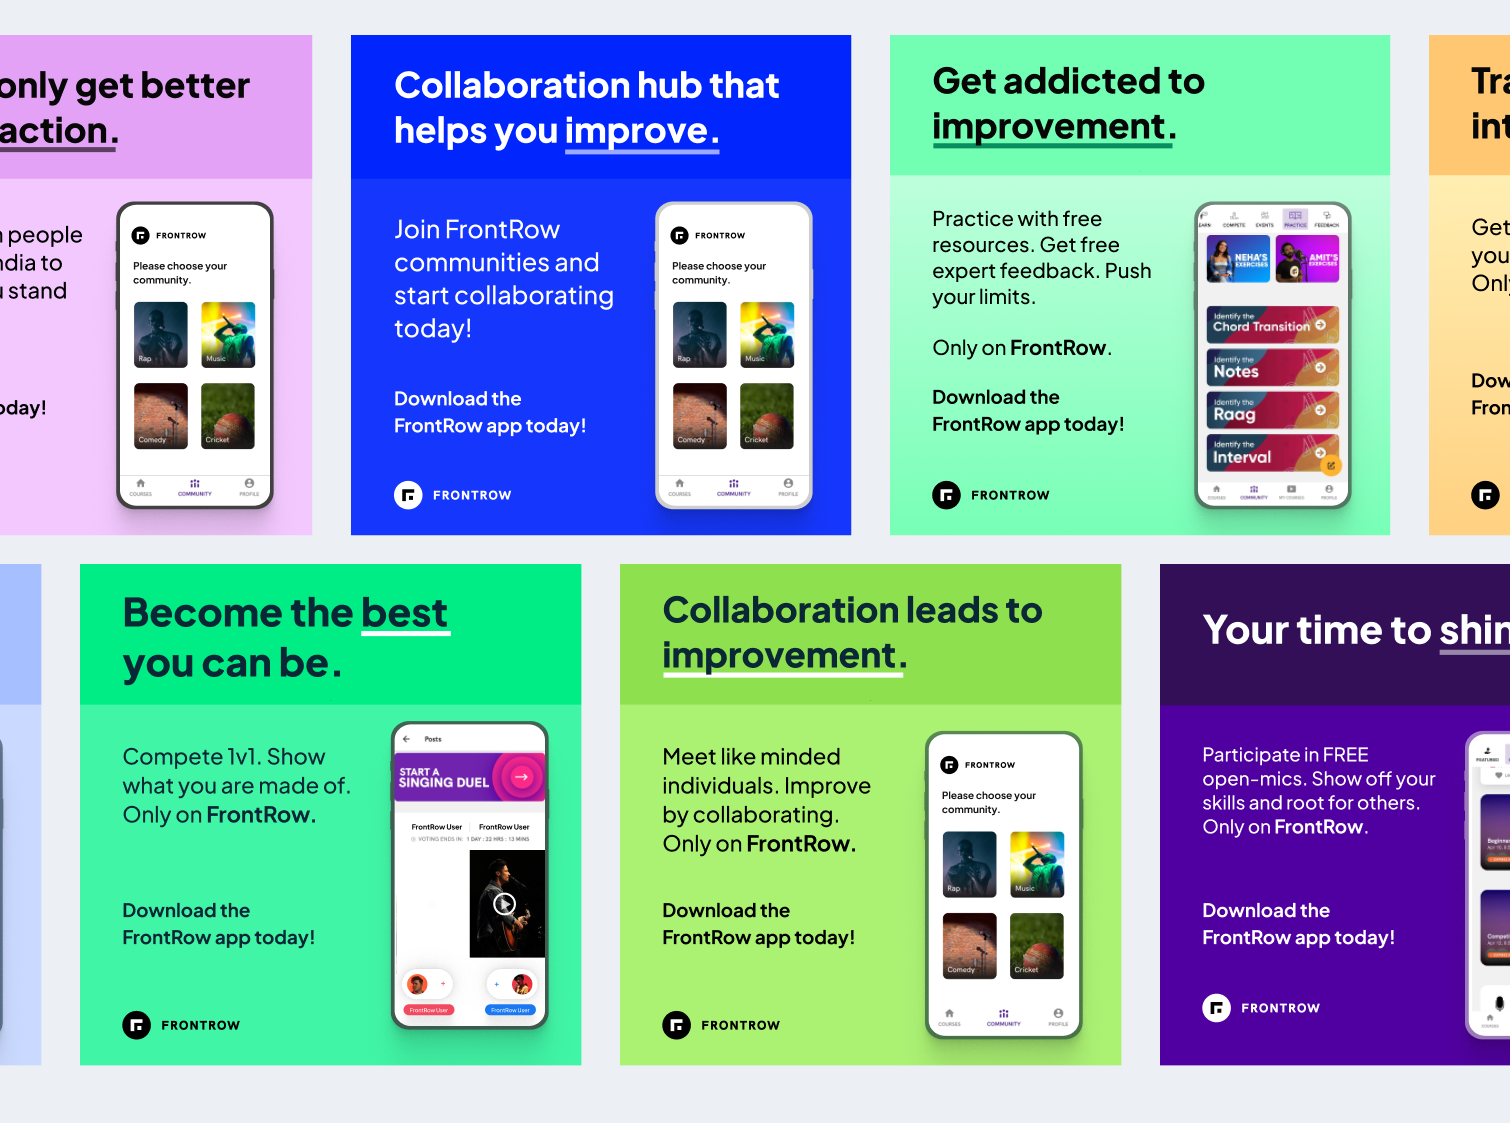 only get better
action.
people
ndia to
stand
oday!
FRONTROW
Please choose your
community.
Rap
Music
Comedy
Cricket
COURSES
COMMUNITY
PROFILE
Collaboration hub that
helps you improve.
Join FrontRow
communities and
start collaborating
today!
Download the
FrontRow app today!
FRONTROW
FRONTROW
Please choose your
community.
Rap
Music
Comedy
Cricket
COURSES
COMMUNITY
PROFILE
Get addicted to
improvement.
Practice with free
resources. Get free
expert feedback. Push
your limits.
Only on FrontRow.
Download the
FrontRow app today!
FRONTROW
EARN COMPETE EVENTS PRACTICE FEEDBACK
NEHA'S
EXERCISES
AMIT'S
EXERCISES
Identify the
Chord Transition
Identify the
Notes
Identify the
Raag
Identify the
Interval
COURSES
COMMUNITY
MY COURSES
PROFILE
Tra
int
Get
you
Only
Dow
Fron
Become the best
you can be.
Compete 1v1. Show
what you are made of.
Only on FrontRow.
Download the
FrontRow app today!
FRONTROW
Posts
START A
SINGING DUEL
FrontRow User
FrontRow User
VOTING ENDS IN: 1 DAY : 22 HRS : 13 MINS
FrontRow User
FrontRow User
Collaboration leads to
improvement.
Meet like minded
individuals. Improve
by collaborating.
Only on FrontRow.
Download the
FrontRow app today!
FRONTROW
FRONTROW
Please choose your
community.
Rap
Music
Comedy
Cricket
COURSES
COMMUNITY
PROFILE
Your time to shin
Participate in FREE
open-mics. Show off your
skills and root for others.
Only on FrontRow.
Download the
FrontRow app today!
FRONTROW
FEATURED
Beginner
Competi
COURSES